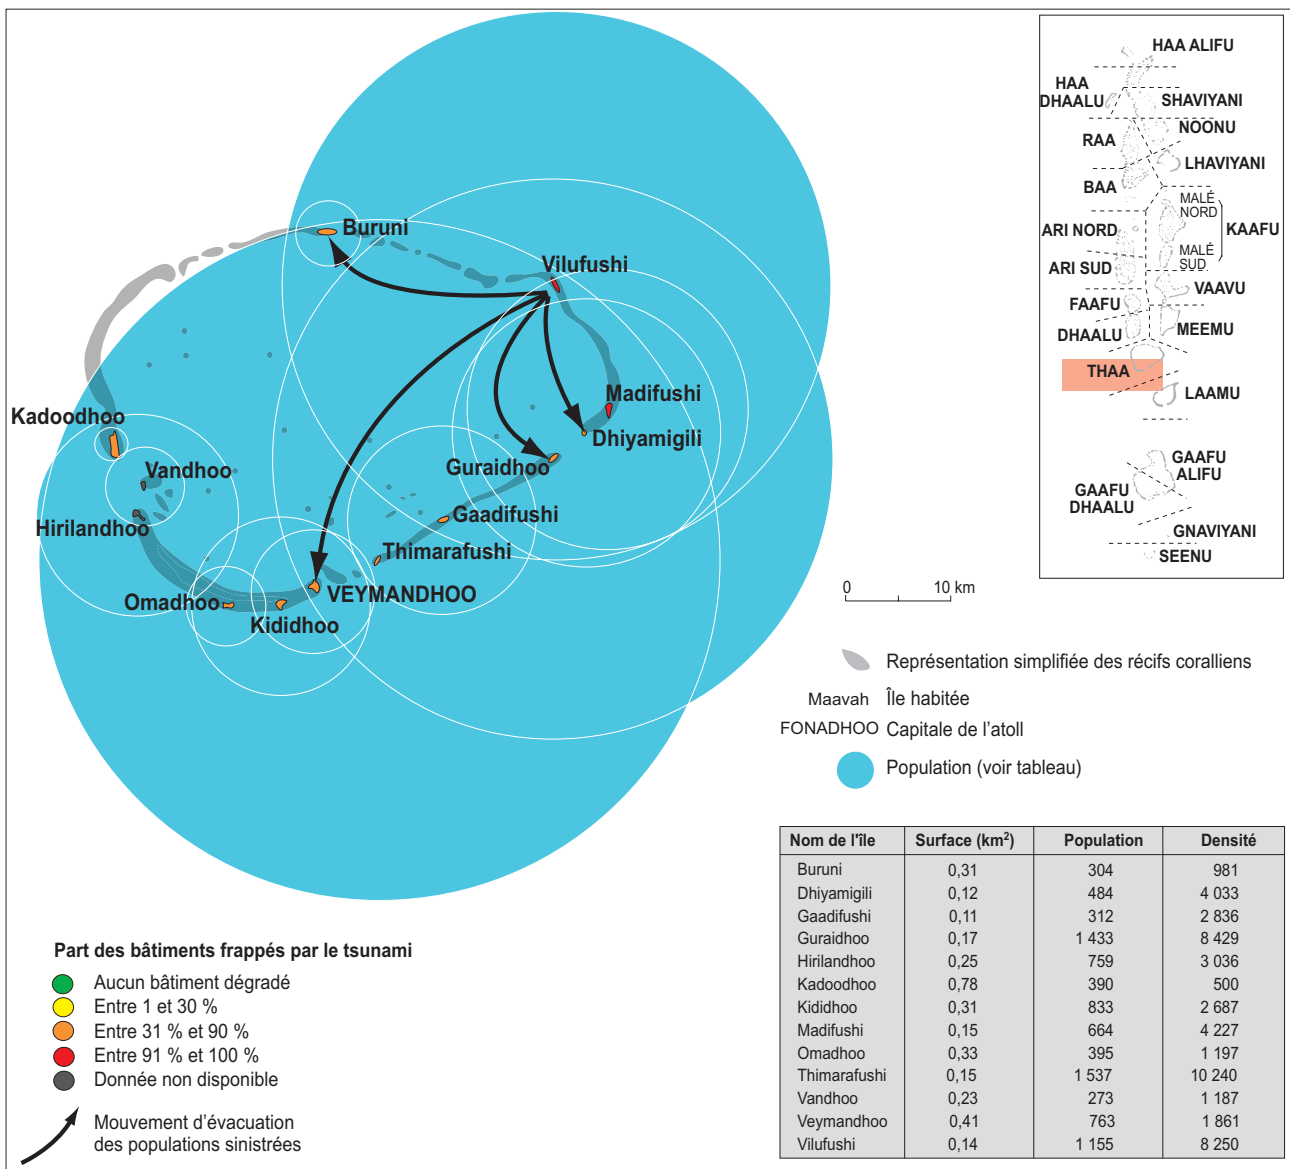 Buruni
Vilufushi
Madifushi
Dhiyamigili
Guraidhoo
Gaadifushi
Thimarafushi
VEYMANDHOO
Kididhoo
Omadhoo
Hirilandhoo
Vandhoo
Kadoodhoo
HAA ALIFU
HAA
DHAALU
SHAVIYANI
NOONU
RAA
LHAVIYANI
BAA
MALÉ
NORD
KAAFU
ARI NORD
MALÉ
SUD
ARI SUD
VAAVU
FAAFU
DHAALU
MEEMU
THAA
LAAMU
GAAFU
ALIFU
GAAFU
DHAALU
GNAVIYANI
SEENU
0 10 km
Représentation simplifiée des récifs coralliens
Maavah Île habitée
FONADHOO Capitale de l’atoll
Population (voir tableau)
Nom de l'île Surface (km²) Population Densité
Buruni 0,31 304 981
Dhiyamigili 0,12 484 4 033
Gaadifushi 0,11 312 2 836
Guraidhoo 0,17 1 433 8 429
Hirilandhoo 0,25 759 3 036
Kadoodhoo 0,78 390 500
Kididhoo 0,31 833 2 687
Madifushi 0,15 664 4 227
Omadhoo 0,33 395 1 197
Thimarafushi 0,15 1 537 10 240
Vandhoo 0,23 273 1 187
Veymandhoo 0,41 763 1 861
Vilufushi 0,14 1 155 8 250
Part des bâtiments frappés par le tsunami
Aucun bâtiment dégradé
Entre 1 et 30 %
Entre 31 % et 90 %
Entre 91 % et 100 %
Donnée non disponible
Mouvement d’évacuation
des populations sinistrées